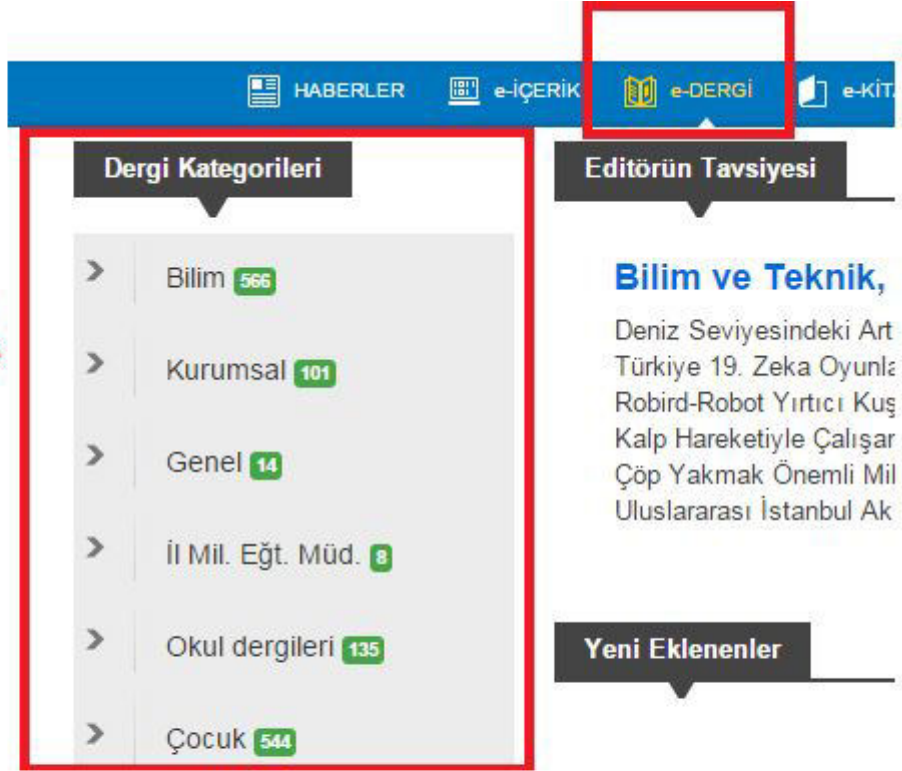 HABERLER e-İÇERİK e-DERGİ e-KİT
Dergi Kategorileri
Bilim 566
Kurumsal 101
Genel 14
İl Mil. Eğt. Müd. 8
Okul dergileri 135
Çocuk 544
Editörün Tavsiyesi
Bilim ve Teknik,
Deniz Seviyesindeki Art
Türkiye 19. Zeka Oyunla
Robird-Robot Yırtıcı Kuş
Kalp Hareketiyle Çalışan
Çöp Yakmak Önemli Mil
Uluslararası İstanbul Ak
Yeni Eklenenler